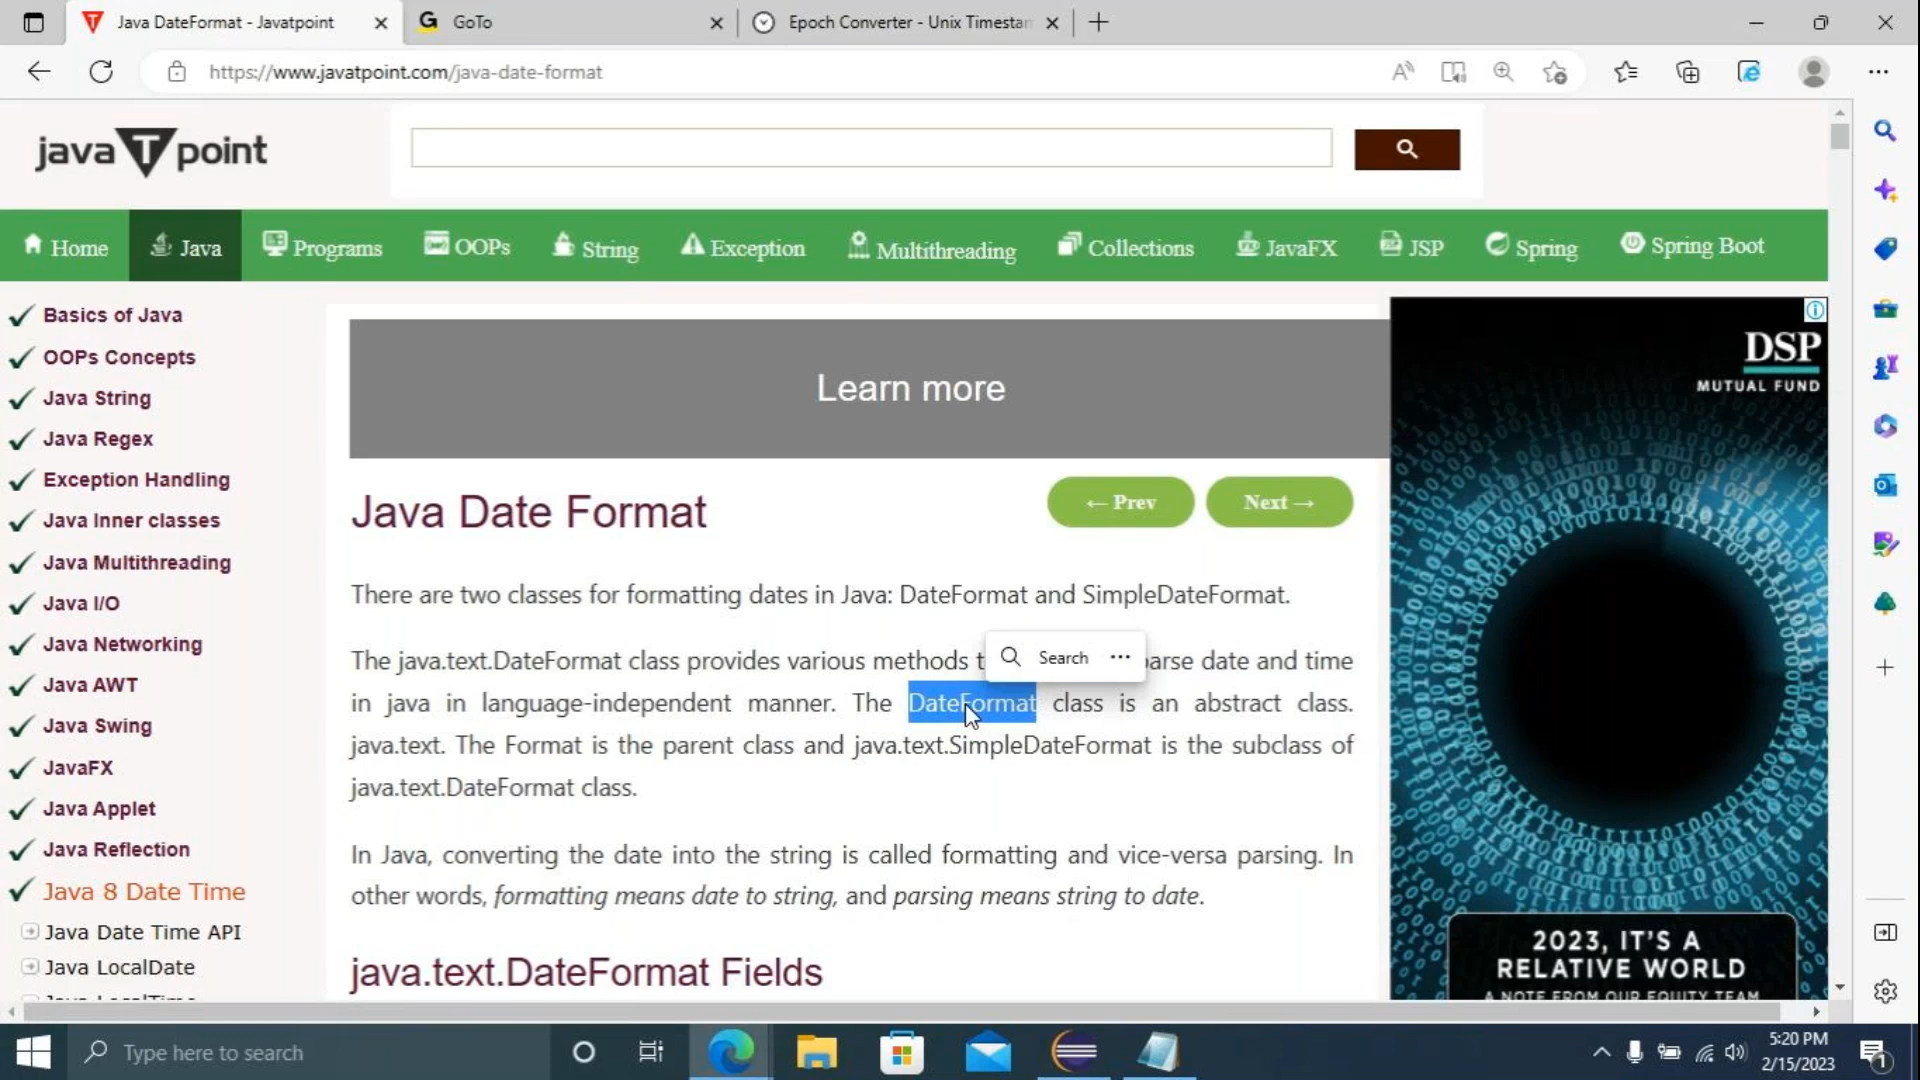 Java DateFormat - Javatpoint
GoTo
Epoch Converter - Unix Timestam
https://www.javatpoint.com/java-date-format
java T point
Home
Java
Programs
OOPs
String
Exception
Multithreading
Collections
JavaFX
JSP
Spring
Spring Boot
Basics of Java
OOPs Concepts
Java String
Java Regex
Exception Handling
Java Inner classes
Java Multithreading
Java I/O
Java Networking
Java AWT
Java Swing
JavaFX
Java Applet
Java Reflection
Java 8 Date Time
Java Date Time API
Java LocalDate
Java LocalTime
Learn more
Java Date Format
← Prev
Next →
There are two classes for formatting dates in Java: DateFormat and SimpleDateFormat.
The java.text.DateFormat class provides various methods t
Search ···
arse date and time
in java in language-independent manner. The DateFormat class is an abstract class.
java.text. The Format is the parent class and java.text.SimpleDateFormat is the subclass of
java.text.DateFormat class.
In Java, converting the date into the string is called formatting and vice-versa parsing. In
other words, formatting means date to string, and parsing means string to date.
java.text.DateFormat Fields
DSP
MUTUAL FUND
2023, IT'S A
RELATIVE WORLD
A NOTE FROM OUR EQUITY TEAM
Type here to search
5:20 PM
2/15/2023
1